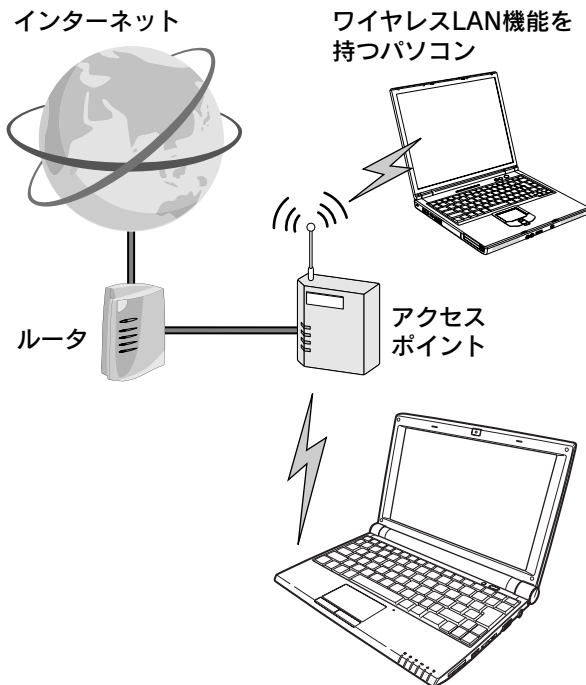 インターネット
ワイヤレスLAN機能を
持つパソコン
ルータ
アクセス
ポイント